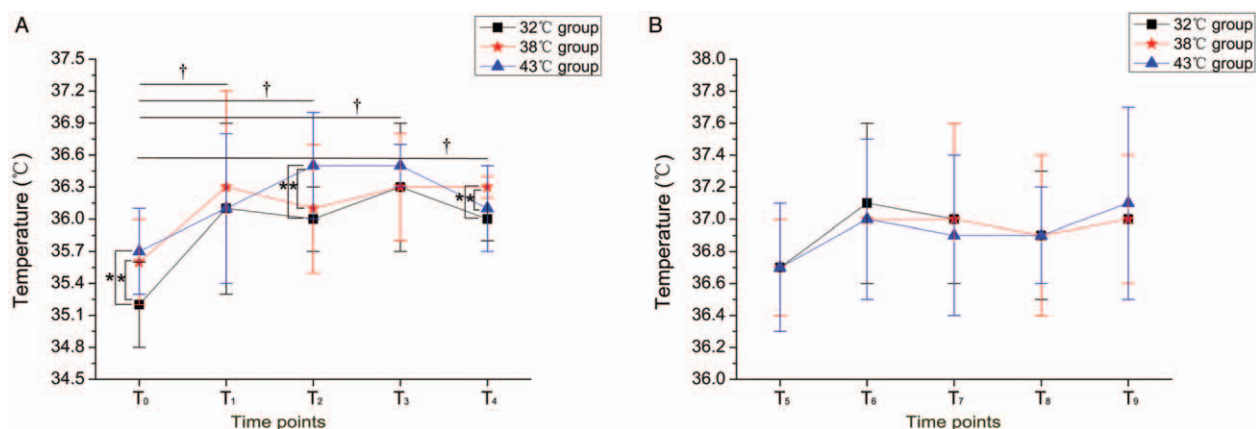 A
32℃ group
38℃ group
43℃ group
37.5
37.2
36.9
36.6
36.3
36.0
35.7
35.4
35.1
34.8
34.5
Temperature (℃)
†
†
†
†
**
**
**
T₀ T₁ T₂ T₃ T₄
Time points
B
32℃ group
38℃ group
43℃ group
38.0
37.8
37.6
37.4
37.2
37.0
36.8
36.6
36.4
36.2
36.0
Temperature (℃)
T₅ T₆ T₇ T₈ T₉
Time points